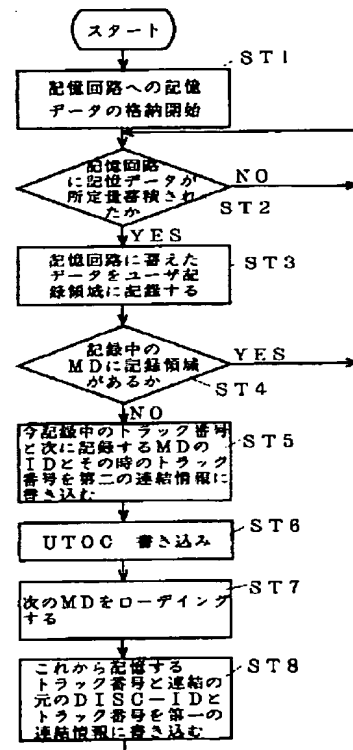 スタート
ST1
記憶回路への記憶
データの格納開始
記憶回路
に記憶データが
所定量蓄積され
たか
NO
ST2
YES
ST3
記憶回路に蓄えた
データをユーザ記
録領域に記録する
記録中の
MDに記録領域
があるか
YES
ST4
NO
今記録中のトラック番号
と次に記録するMDの
IDとその時のトラック
番号を第二の連結情報に
書き込む
ST5
ST6
UTOC 書き込み
ST7
次のMDをローデイング
する
ST8
これから記憶する
トラック番号と連結の
元のDISC-IDと
トラック番号を第一の
連結情報に書き込む